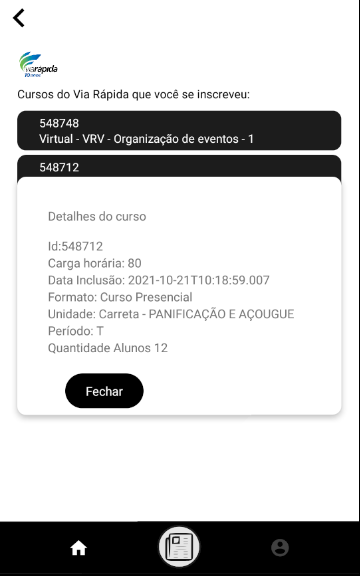 viarápida
10 anos
Cursos do Via Rápida que você se inscreveu:
548748
Virtual - VRV - Organização de eventos - 1
548712
Detalhes do curso
Id:548712
Carga horária: 80
Data Inclusão: 2021-10-21T10:18:59.007
Formato: Curso Presencial
Unidade: Carreta - PANIFICAÇÃO E AÇOUGUE
Período: T
Quantidade Alunos 12
Fechar